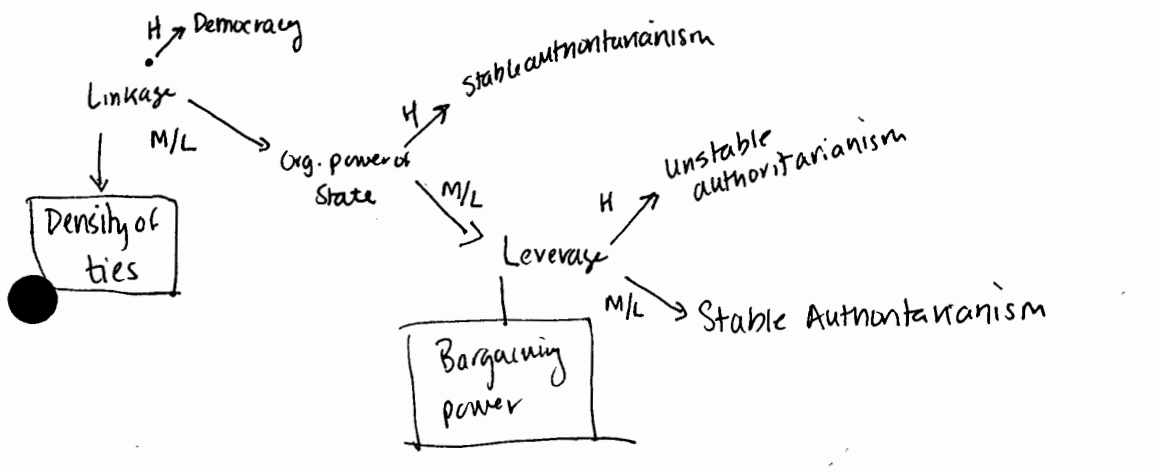 H
Democracy
Linkage
M/L
Density of
ties
Org. power of
State
H
Stable authoritarianism
M/L
Leverage
H
Unstable
authoritarianism
M/L
Stable Authoritarianism
Bargaining
power